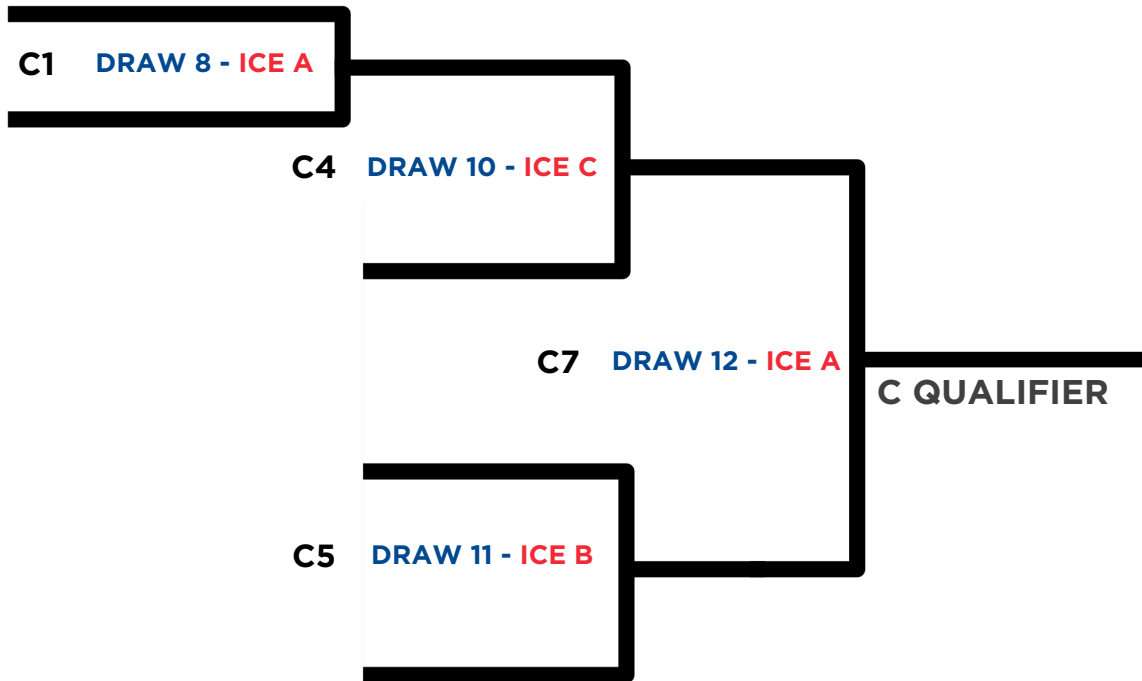 C1 DRAW 8 - ICE A
C4 DRAW 10 - ICE C
C7 DRAW 12 - ICE A
C QUALIFIER
C5 DRAW 11 - ICE B